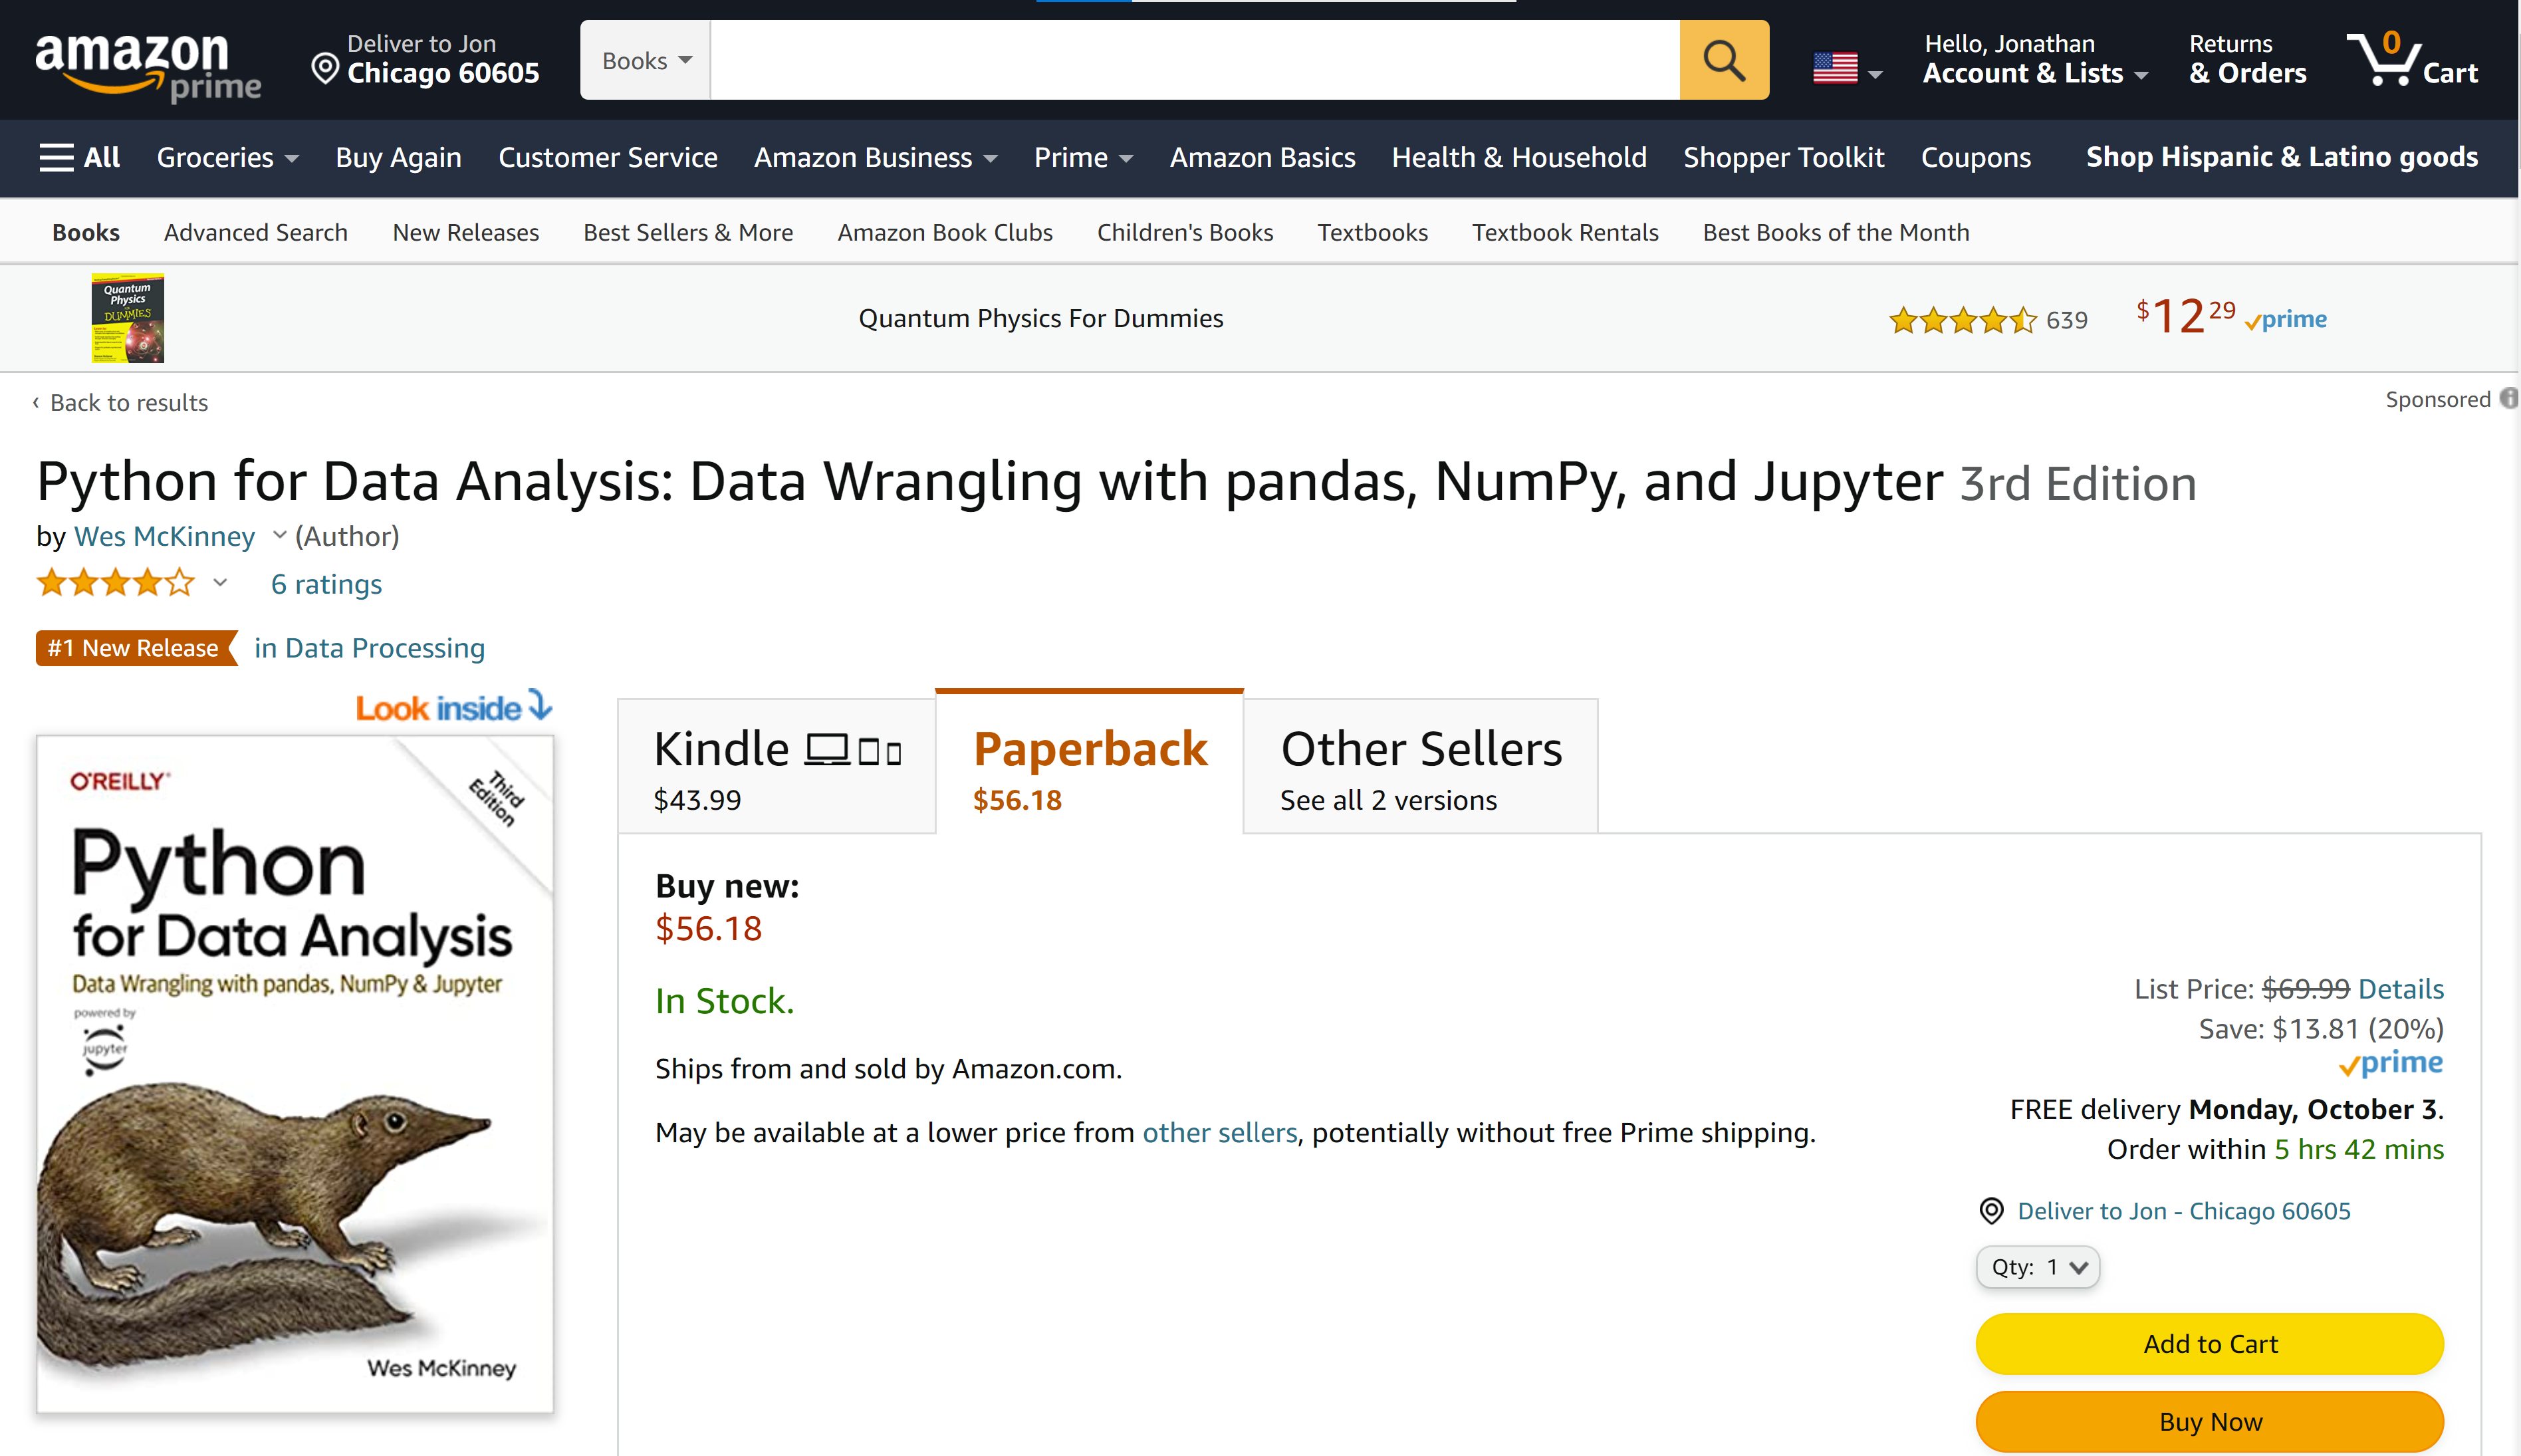 amazon prime
Deliver to Jon
Chicago 60605
Books
Hello, Jonathan
Account & Lists
Returns
& Orders
0
Cart
All Groceries Buy Again Customer Service Amazon Business Prime Amazon Basics Health & Household Shopper Toolkit Coupons Shop Hispanic & Latino goods
Books Advanced Search New Releases Best Sellers & More Amazon Book Clubs Children's Books Textbooks Textbook Rentals Best Books of the Month
Quantum
Physics
DUMMIES
Quantum Physics For Dummies
639
$12 29 prime
‹ Back to results
Sponsored
Python for Data Analysis: Data Wrangling with pandas, NumPy, and Jupyter 3rd Edition
by Wes McKinney (Author)
6 ratings
#1 New Release in Data Processing
Look inside
O'REILLY®
Third
Edition
Python
for Data Analysis
Data Wrangling with pandas, NumPy & Jupyter
powered by
jupyter
Wes McKinney
Kindle
$43.99
Paperback
$56.18
Other Sellers
See all 2 versions
Buy new:
$56.18
In Stock.
Ships from and sold by Amazon.com.
May be available at a lower price from other sellers, potentially without free Prime shipping.
List Price: $69.99 Details
Save: $13.81 (20%)
prime
FREE delivery Monday, October 3.
Order within 5 hrs 42 mins
Deliver to Jon - Chicago 60605
Qty: 1
Add to Cart
Buy Now